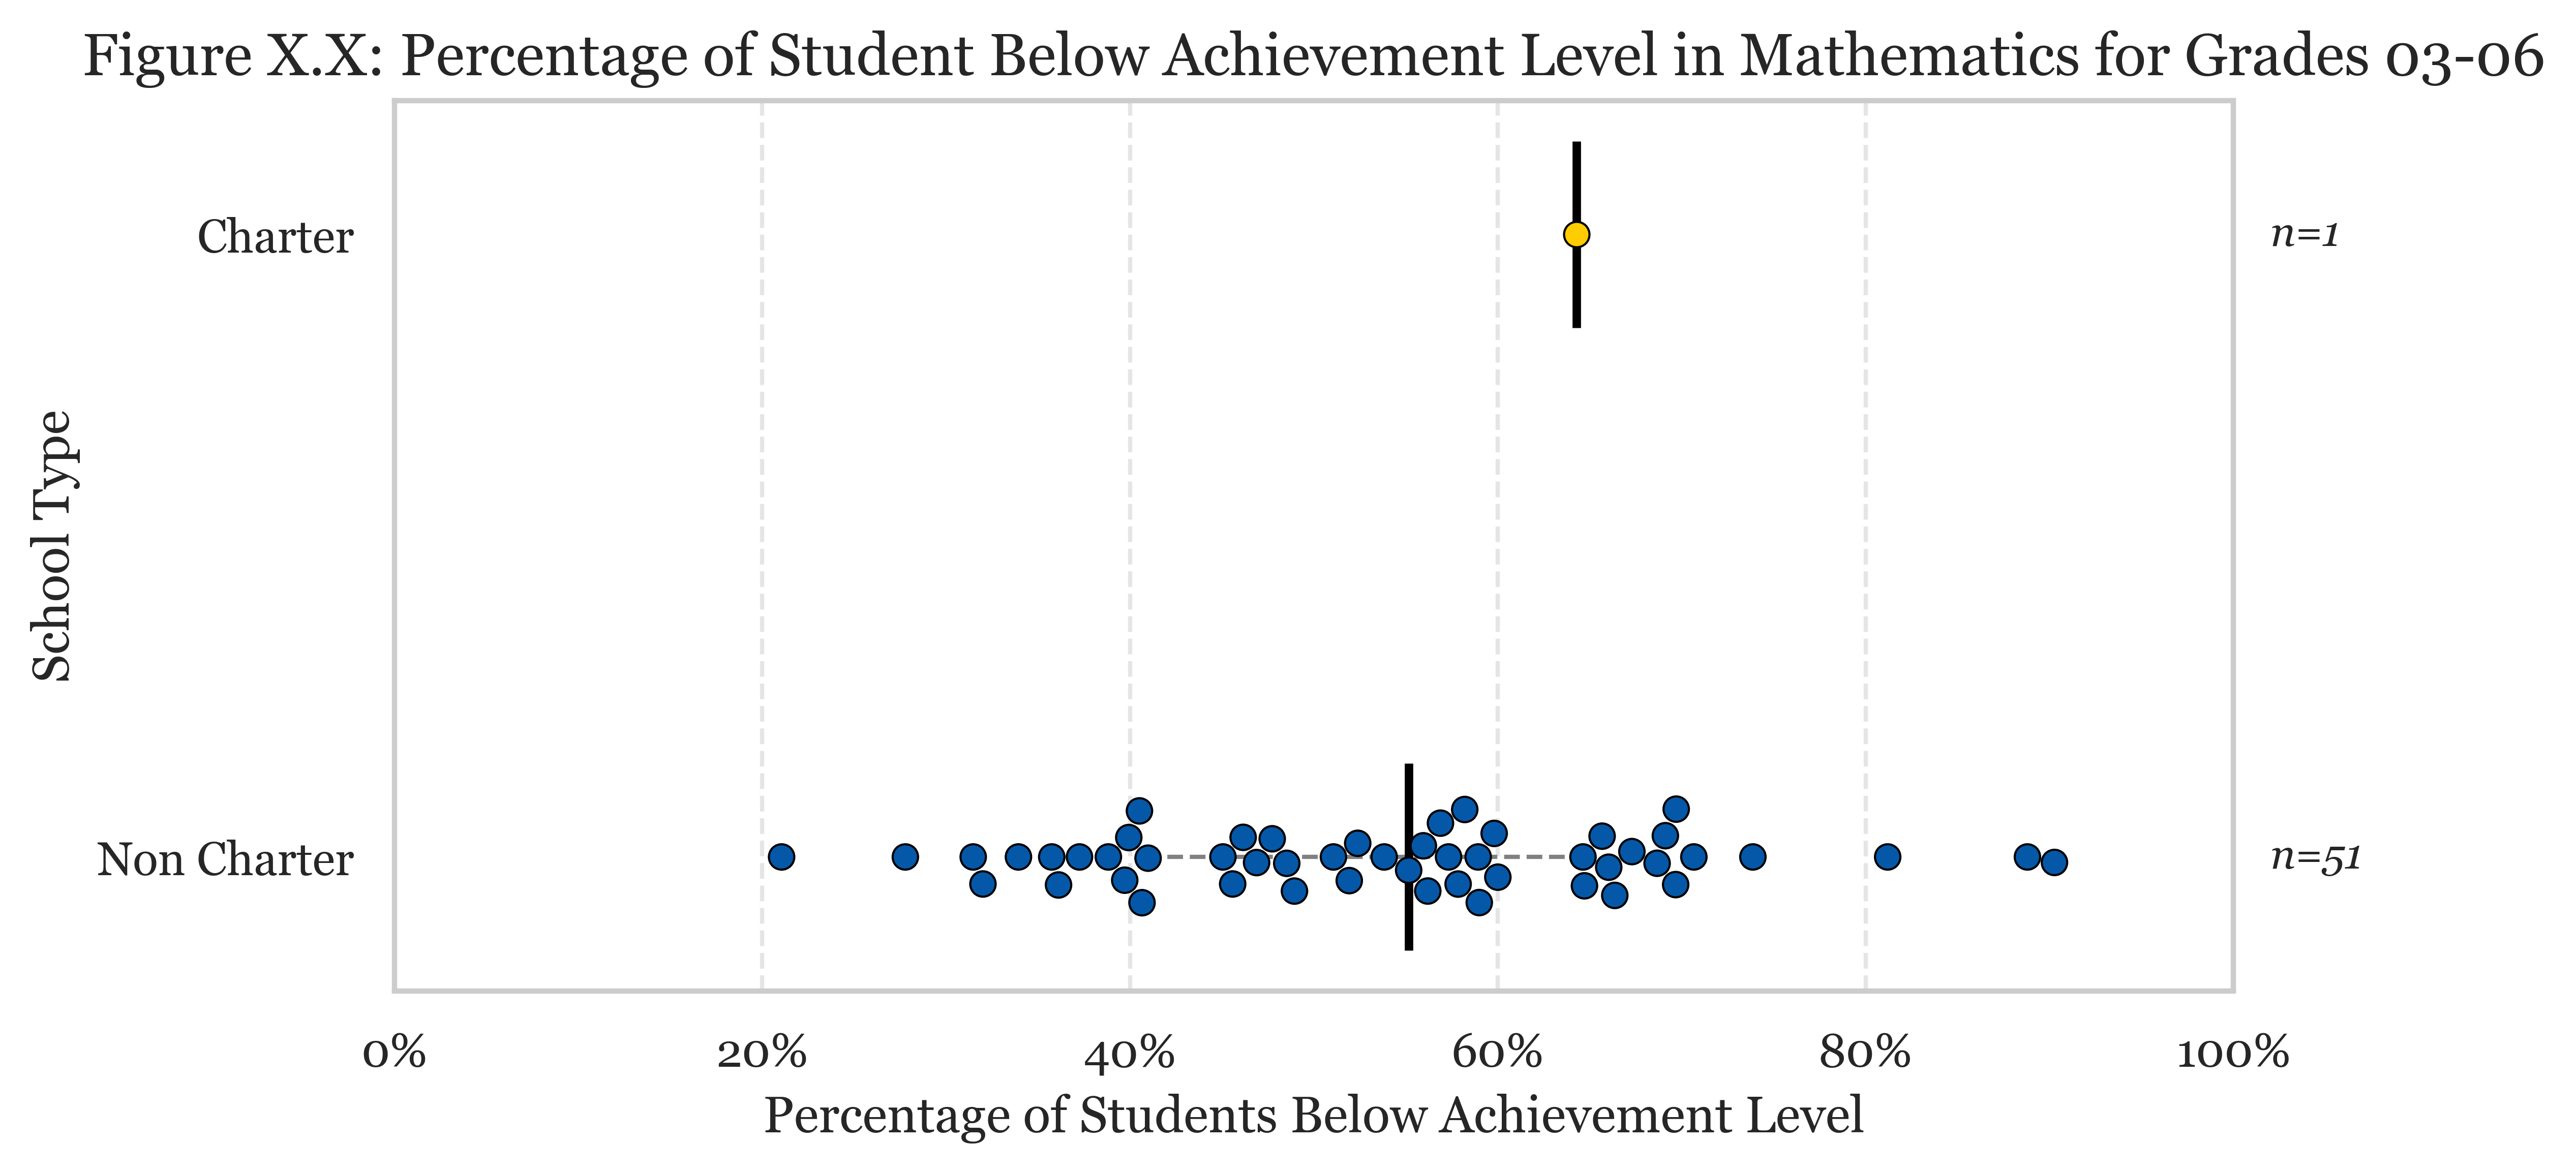 Figure X.X: Percentage of Student Below Achievement Level in Mathematics for Grades 03-06
Charter
n=1
School Type
Non Charter
n=51
0%
20%
40%
60%
80%
100%
Percentage of Students Below Achievement Level